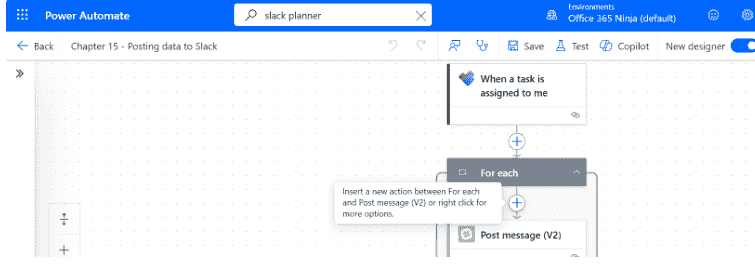 Power Automate
slack planner
Environments
Office 365 Ninja (default)
Back
Chapter 15 - Posting data to Slack
Save
Test
Copilot
New designer
When a task is
assigned to me
For each
Insert a new action between For each
and Post message (V2) or right click for
more options.
Post message (V2)